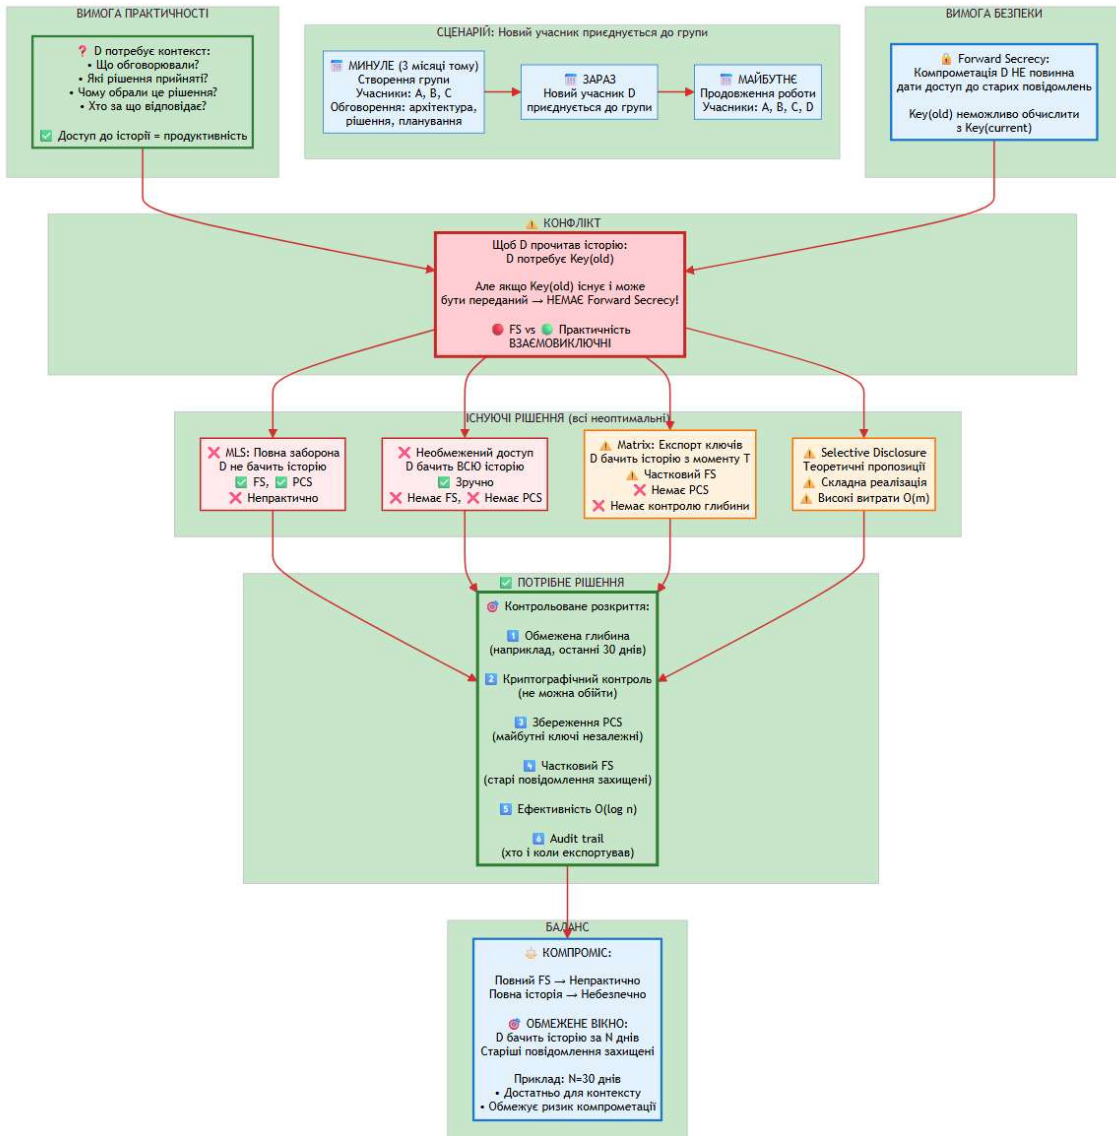 ВИМОГА ПРАКТИЧНОСТІ
❓ D потребує контекст:
• Що обговорювали?
• Які рішення прийняті?
• Чому обрали це рішення?
• Хто за що відповідає?
✅ Доступ до історії = продуктивність
СЦЕНАРІЙ: Новий учасник приєднується до групи
📅 МИНУЛЕ (3 місяці тому)
Створення групи
Учасники: A, B, C
Обговорення: архітектура,
рішення, планування
📅 ЗАРАЗ
Новий учасник D
приєднується до групи
📅 МАЙБУТНЄ
Продовження роботи
Учасники: A, B, C, D
ВИМОГА БЕЗПЕКИ
🔒 Forward Secrecy:
Компрометація D НЕ повинна
дати доступ до старих повідомлень
Key(old) неможливо обчислити
з Key(current)
⚠️ КОНФЛІКТ
Щоб D прочитав історію:
D потребує Key(old)
Але якщо Key(old) існує і може
бути переданий → НЕМАЄ Forward Secrecy!
🔴 FS vs 🟢 Практичність
ВЗАЄМОВИКЛЮЧНІ
ІСНУЮЧІ РІШЕННЯ (всі неоптимальні)
❌ MLS: Повна заборона
D не бачить історію
✅ FS, ✅ PCS
❌ Непрактично
❌ Необмежений доступ
D бачить ВСЮ історію
✅ Зручно
❌ Немає FS, ❌ Немає PCS
⚠️ Matrix: Експорт ключів
D бачить історію з моменту T
⚠️ Частковий FS
❌ Немає PCS
❌ Немає контролю глибини
⚠️ Selective Disclosure
Теоретичні пропозиції
⚠️ Складна реалізація
⚠️ Високі витрати O(m)
✅ ПОТРІБНЕ РІШЕННЯ
🎯 Контрольоване розкриття:
1️⃣ Обмежена глибина
(наприклад, останні 30 днів)
2️⃣ Криптографічний контроль
(не можна обійти)
3️⃣ Збереження PCS
(майбутні ключі незалежні)
4️⃣ Частковий FS
(старі повідомлення захищені)
5️⃣ Ефективність O(log n)
6️⃣ Audit trail
(хто і коли експортував)
БАЛАНС
⚖️ КОМПРОМІС:
Повний FS → Непрактично
Повна історія → Небезпечно
🎯 ОБМЕЖЕНЕ ВІКНО:
D бачить історію за N днів
Старіші повідомлення захищені
Приклад: N=30 днів
• Достатньо для контексту
• Обмежує ризик компрометації